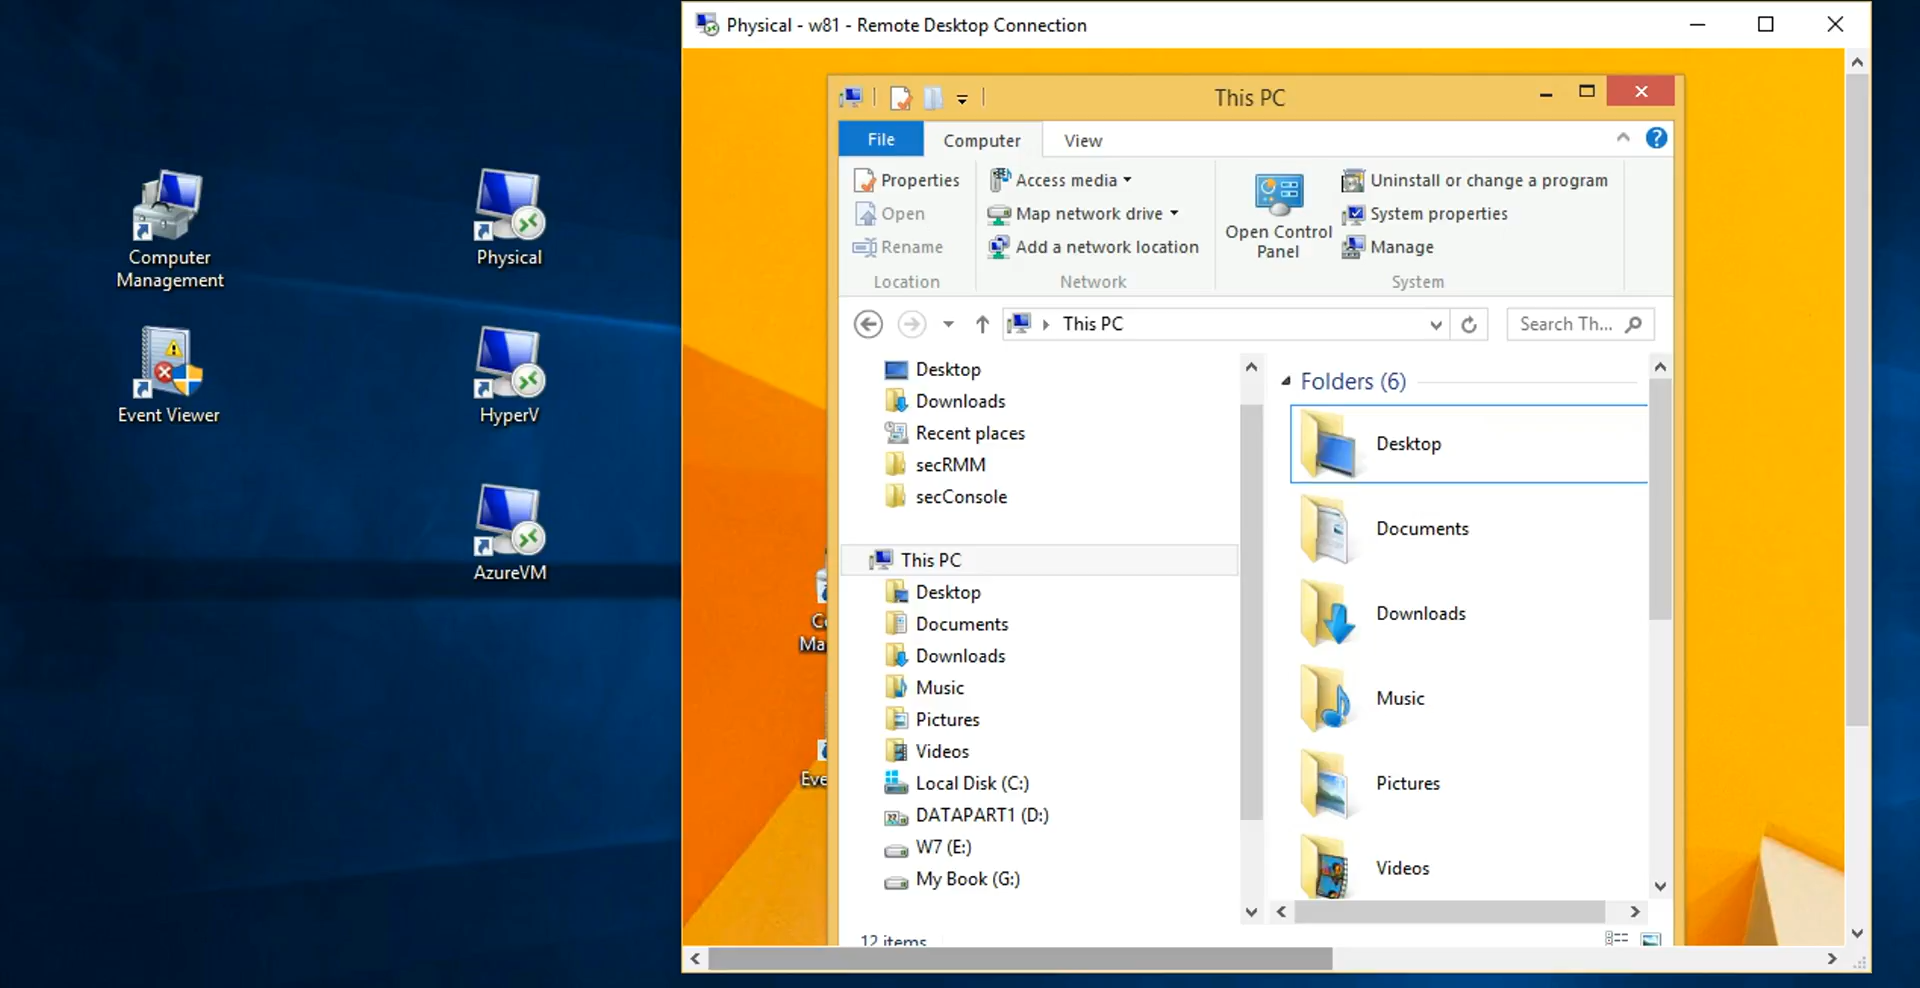 Physical - w81 - Remote Desktop Connection
This PC
File
Computer
View
Properties
Open
Rename
Location
Access media
Map network drive
Add a network location
Network
Open Control
Panel
Uninstall or change a program
System properties
Manage
System
This PC
Search Th...
Desktop
Downloads
Recent places
secRMM
secConsole
This PC
Desktop
Documents
Downloads
Music
Pictures
Videos
Local Disk (C:)
DATAPART1 (D:)
W7 (E:)
My Book (G:)
Folders (6)
Desktop
Documents
Downloads
Music
Pictures
Videos
12 items
Computer
Management
Event Viewer
Physical
HyperV
AzureVM
Ma
Eve